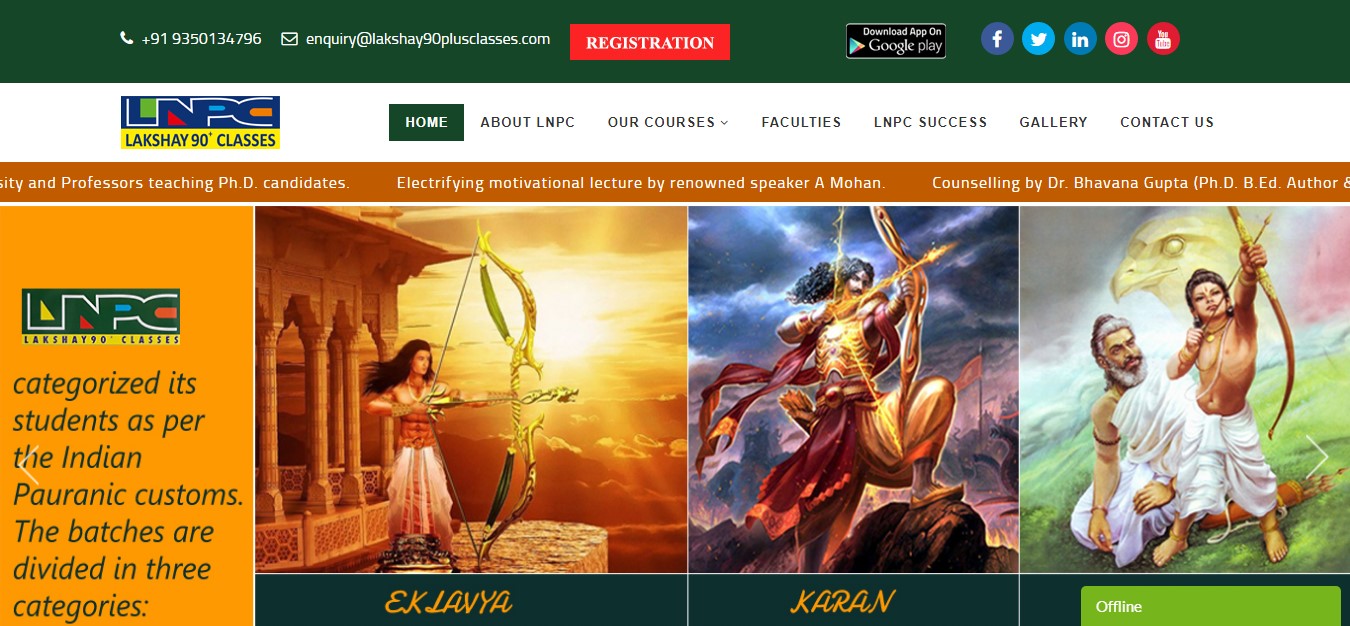 +91 9350134796
enquiry@lakshay90plusclasses.com
REGISTRATION
Download App On
Google play
You
Tube
LNPC
LAKSHAY 90+ CLASSES
HOME
ABOUT LNPC
OUR COURSES
FACULTIES
LNPC SUCCESS
GALLERY
CONTACT US
sity and Professors teaching Ph.D. candidates.
Electrifying motivational lecture by renowned speaker A Mohan.
Counselling by Dr. Bhavana Gupta (Ph.D. B.Ed. Author &
LNPC
LAKSHAY90+ CLASSES
categorized its
students as per
the Indian
Pauranic customs.
The batches are
divided in three
categories:
EKLAVYA
KARAN
Offline